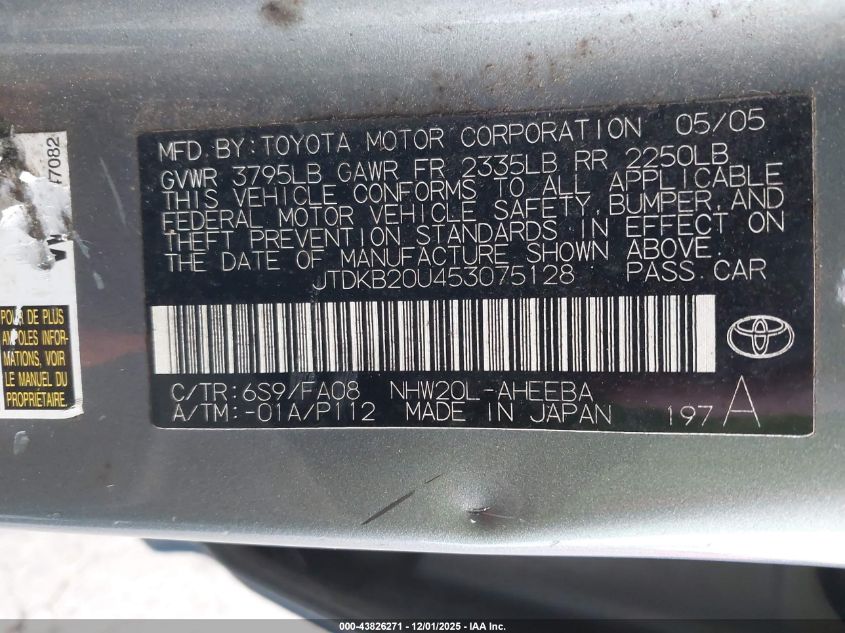 MFD. BY: TOYOTA MOTOR CORPORATION 05/05
GVWR 3795LB GAWR FR 2335LB RR 2250LB
THIS VEHICLE CONFORMS TO ALL APPLICABLE
FEDERAL MOTOR VEHICLE SAFETY, BUMPER, AND
THEFT PREVENTION STANDARDS IN EFFECT ON
THE DATE OF MANUFACTURE SHOWN ABOVE.
JTDKB20U453075128 PASS. CAR
C/TR: 6S9/FA08 NHW20L-AHEEBA
A/TM: -01A/P112 MADE IN JAPAN 197 A
7082
POUR DE PLUS
AMPOLES INFOR-
MATIONS, VOIR
LE MANUEL DU
PROPRIÉTAIRE.
000-43826271 - 12/01/2025 - IAA Inc.